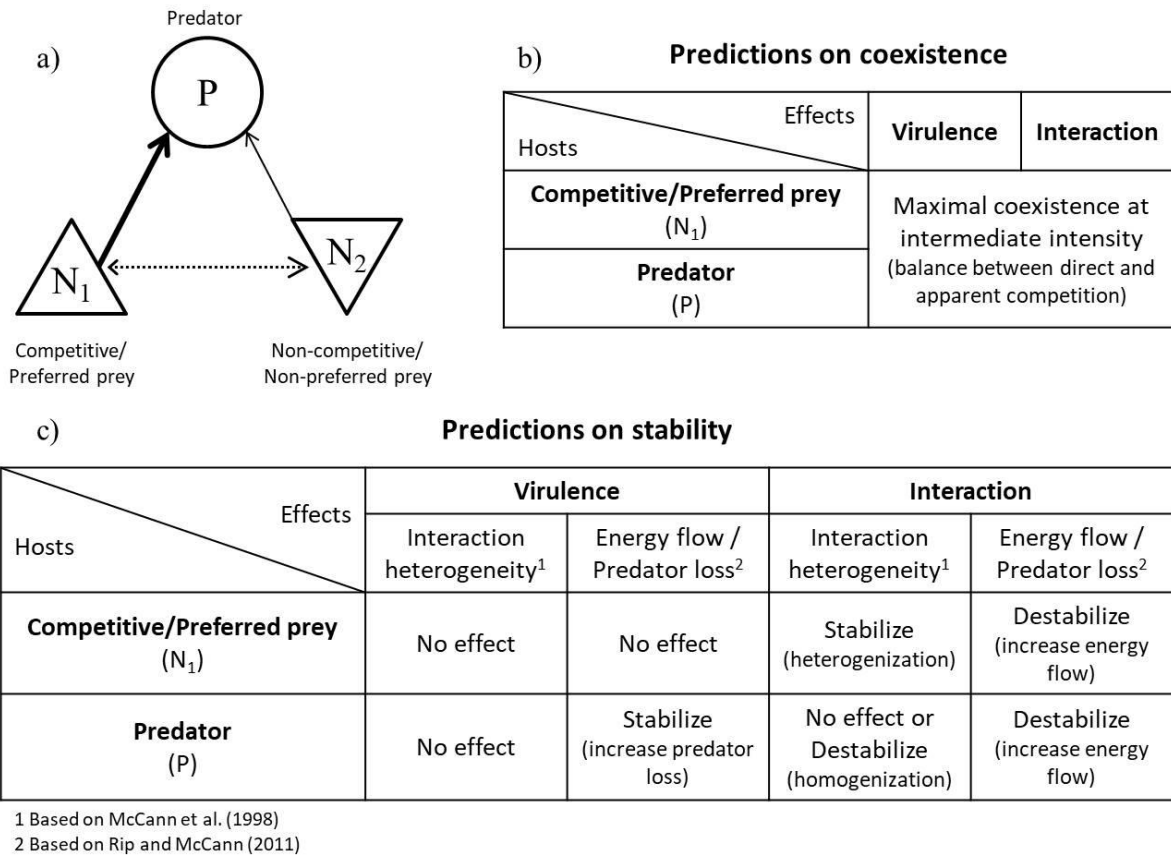 a)
Predator
P
N1
N2
Competitive/
Preferred prey
Non-competitive/
Non-preferred prey
b)
Predictions on coexistence
Effects
Hosts
Virulence
Interaction
Competitive/Preferred prey
(N1)
Predator
(P)
Maximal coexistence at
intermediate intensity
(balance between direct and
apparent competition)
c)
Predictions on stability
Effects
Hosts
Virulence
Interaction
Interaction
heterogeneity1
Energy flow /
Predator loss2
Interaction
heterogeneity1
Energy flow /
Predator loss2
Competitive/Preferred prey
(N1)
No effect
No effect
Stabilize
(heterogenization)
Destabilize
(increase energy
flow)
Predator
(P)
No effect
Stabilize
(increase predator
loss)
No effect or
Destabilize
(homogenization)
Destabilize
(increase energy
flow)
1 Based on McCann et al. (1998)
2 Based on Rip and McCann (2011)